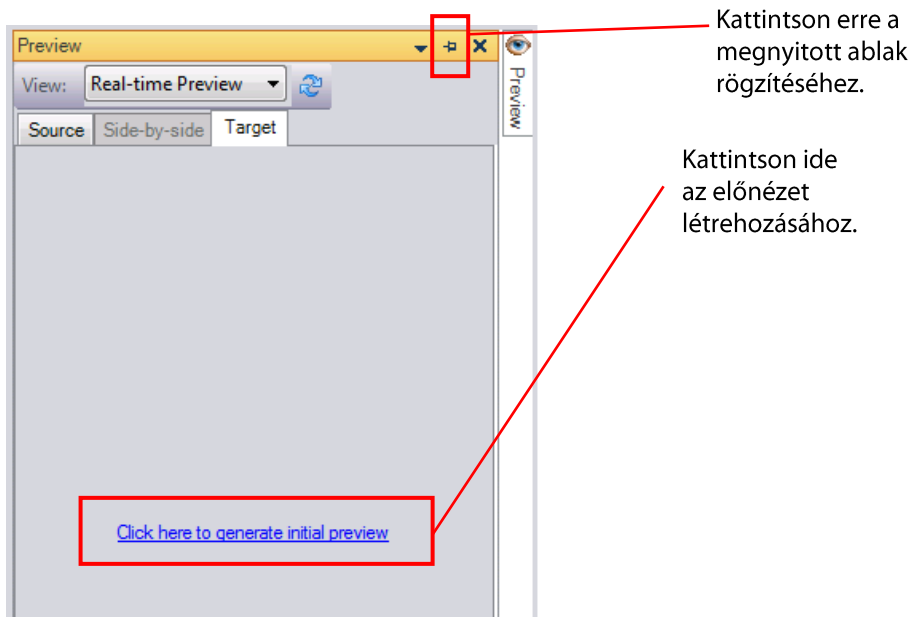 Preview
View: Real-time Preview
Source Side-by-side Target
Click here to generate initial preview
Preview
Kattintson erre a
megnyitott ablak
rögzítéséhez.
Kattintson ide
az előnézet
létrehozásához.